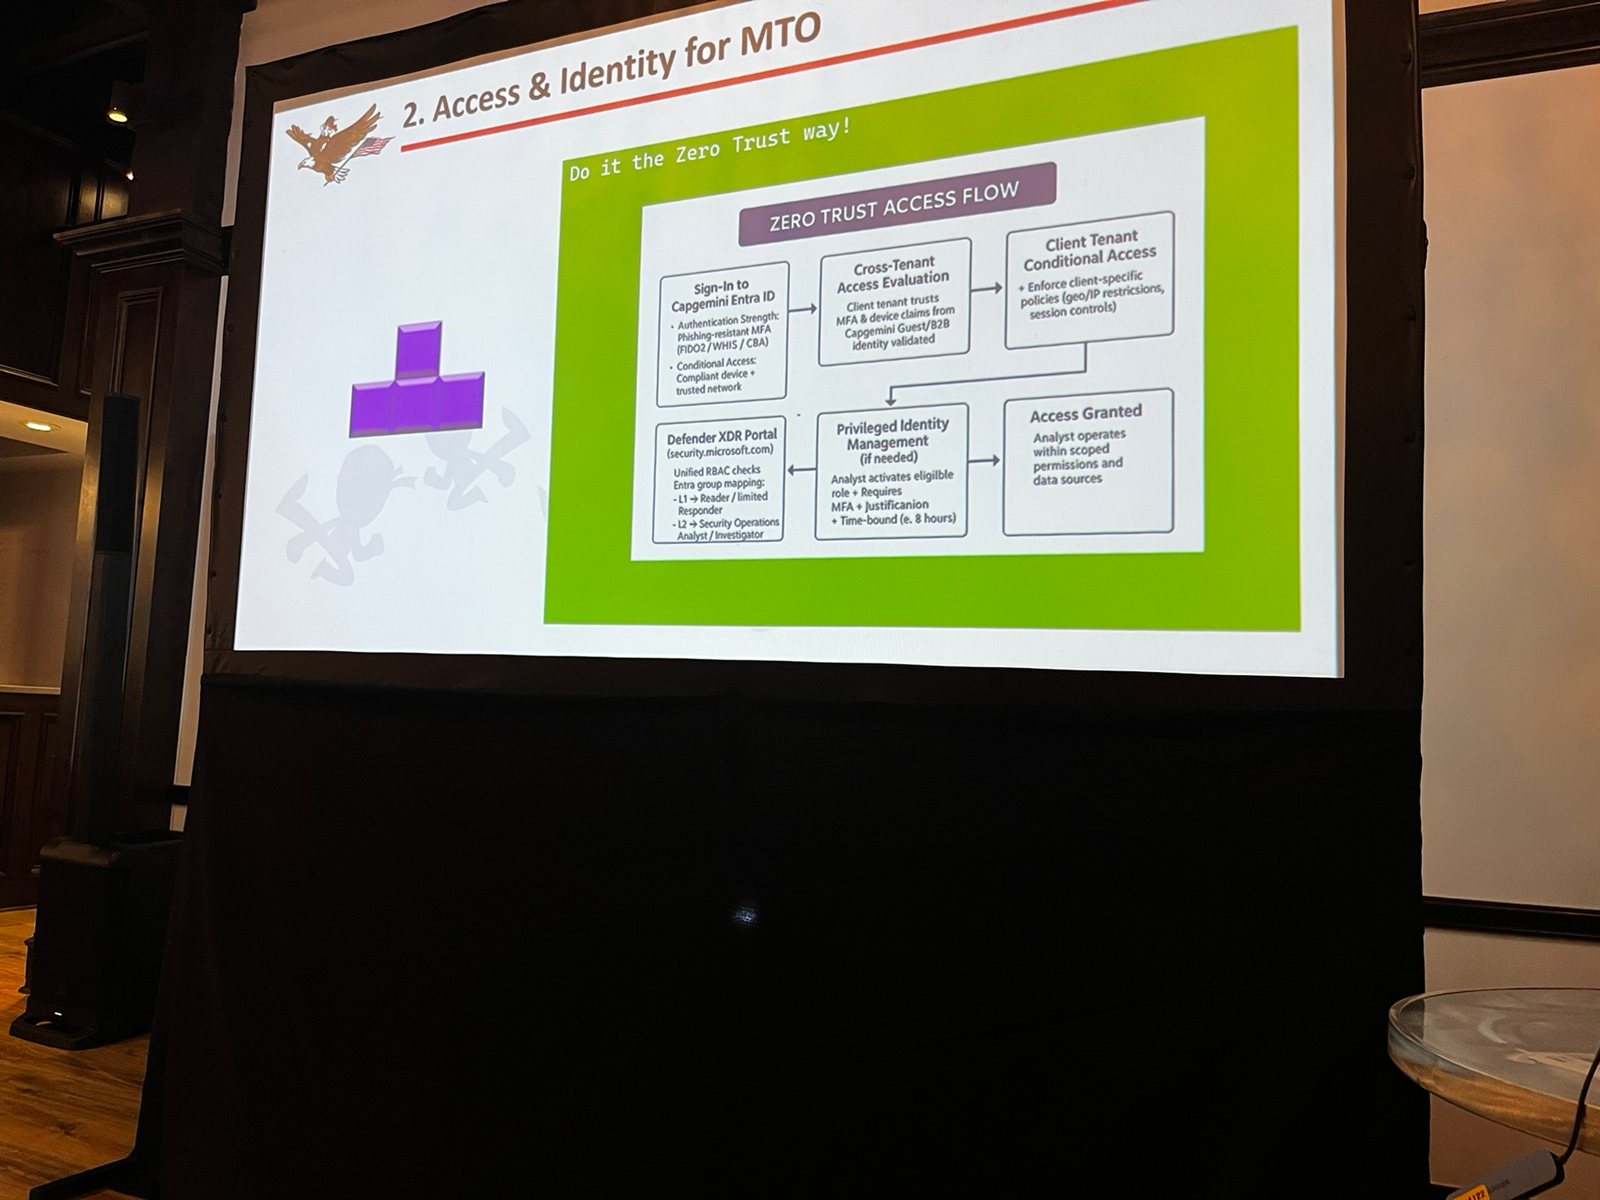 2. Access & Identity for MTO
Do it the Zero Trust way!
ZERO TRUST ACCESS FLOW
Sign-In to
Capgemini Entra ID
• Authentication Strength:
Phishing-resistant MFA
(FIDO2 / WHIS / CBA)
• Conditional Access:
Compliant device +
trusted network
Cross-Tenant
Access Evaluation
Client tenant trusts
MFA & device claims from
Capgemini Guest/B2B
identity validated
Client Tenant
Conditional Access
+ Enforce client-specific
policies (geo/IP restricsions,
session controls)
Defender XDR Portal
(security.microsoft.com)
Unified RBAC checks
Entra group mapping:
- L1 → Reader / limited
Responder
- L2 → Security Operations
Analyst / Investigator
Privileged Identity
Management
(if needed)
Analyst activates eligilble
role + Requires
MFA + Justificanion
+ Time-bound (e. 8 hours)
Access Granted
Analyst operates
within scoped
permissions and
data sources